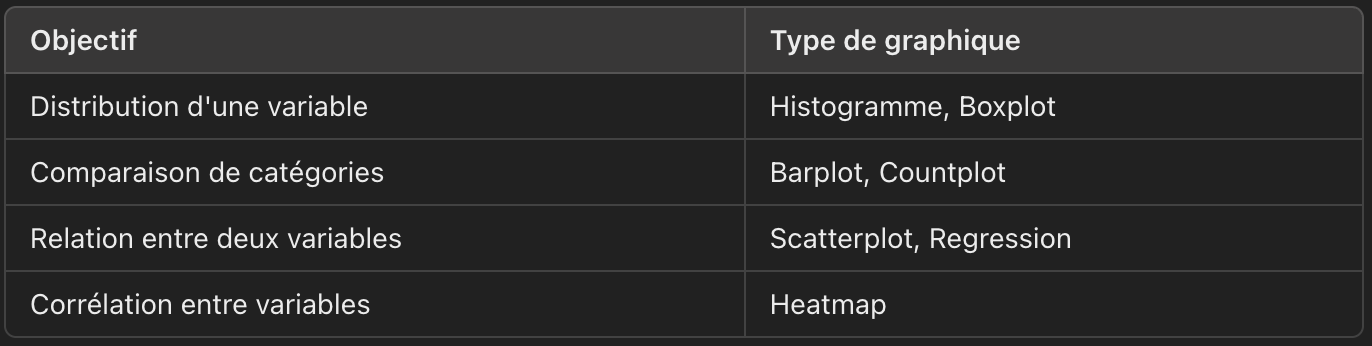 Objectif Type de graphique
Distribution d'une variable Histogramme, Boxplot
Comparaison de catégories Barplot, Countplot
Relation entre deux variables Scatterplot, Regression
Corrélation entre variables Heatmap